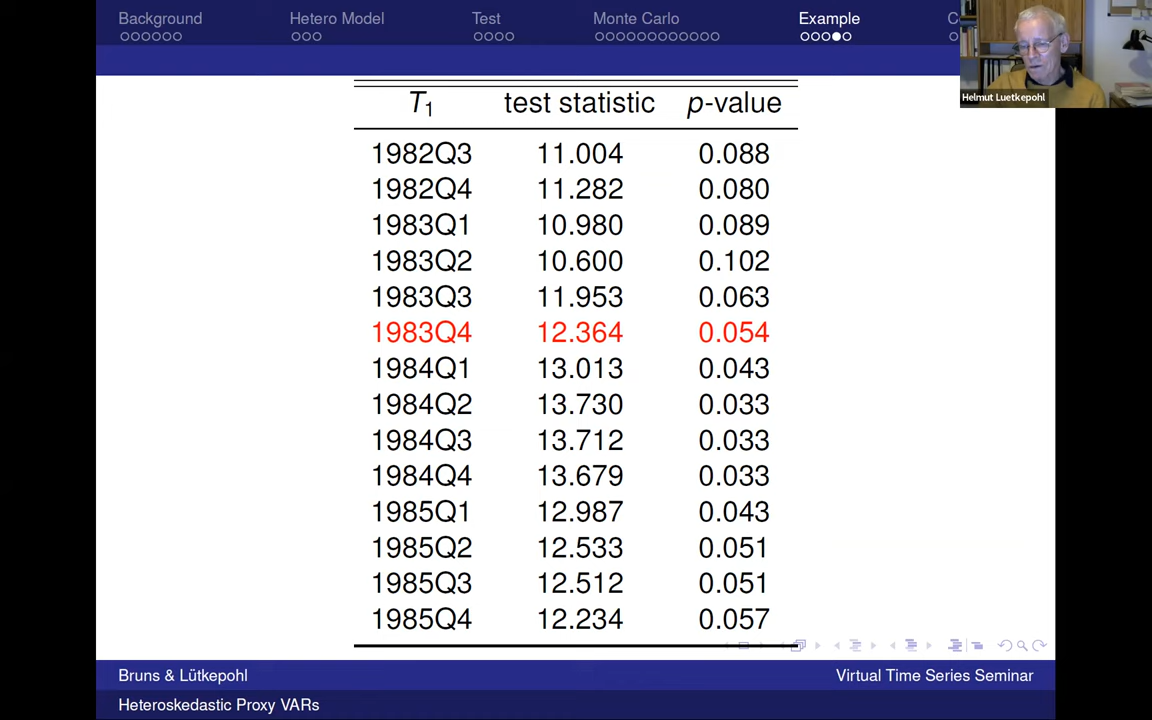 Background Hetero Model Test Monte Carlo Example C
Helmut Luetkepohl
T1 test statistic p-value
1982Q3 11.004 0.088
1982Q4 11.282 0.080
1983Q1 10.980 0.089
1983Q2 10.600 0.102
1983Q3 11.953 0.063
1983Q4 12.364 0.054
1984Q1 13.013 0.043
1984Q2 13.730 0.033
1984Q3 13.712 0.033
1984Q4 13.679 0.033
1985Q1 12.987 0.043
1985Q2 12.533 0.051
1985Q3 12.512 0.051
1985Q4 12.234 0.057
Bruns & Lütkepohl Virtual Time Series Seminar
Heteroskedastic Proxy VARs